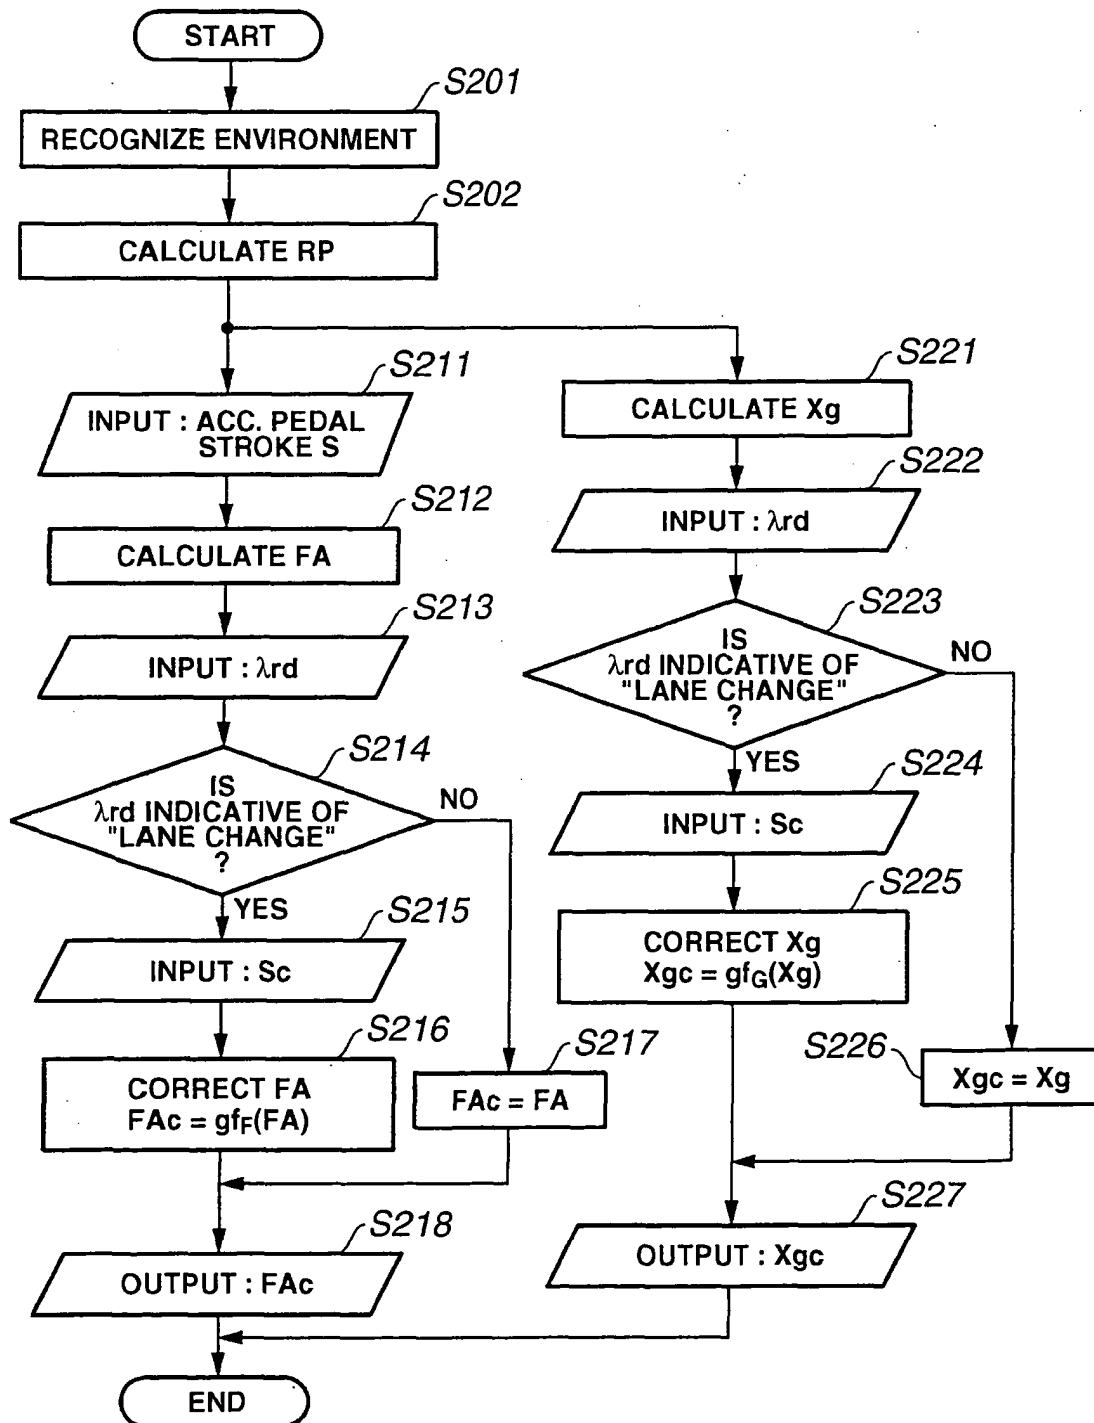 START
S201
RECOGNIZE ENVIRONMENT
S202
CALCULATE RP
S211
INPUT : ACC. PEDAL
STROKE S
S212
CALCULATE FA
S213
INPUT : λrd
S214
IS
λrd INDICATIVE OF
"LANE CHANGE"
?
NO
YES
S215
INPUT : Sc
S216
CORRECT FA
FAc = gfF(FA)
S217
FAc = FA
S218
OUTPUT : FAc
S221
CALCULATE Xg
S222
INPUT : λrd
S223
IS
λrd INDICATIVE OF
"LANE CHANGE"
?
NO
YES
S224
INPUT : Sc
S225
CORRECT Xg
Xgc = gfG(Xg)
S226
Xgc = Xg
S227
OUTPUT : Xgc
END